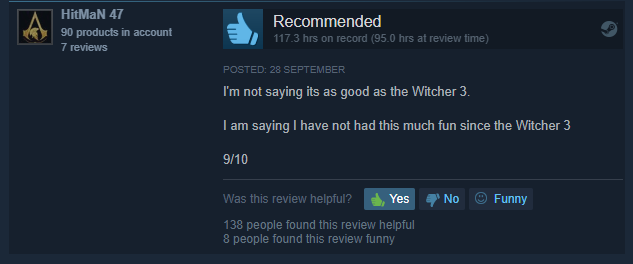 HitMaN 47
90 products in account
7 reviews
Recommended
117.3 hrs on record (95.0 hrs at review time)
POSTED: 28 SEPTEMBER
I'm not saying its as good as the Witcher 3.
I am saying I have not had this much fun since the Witcher 3
9/10
Was this review helpful? Yes No Funny
138 people found this review helpful
8 people found this review funny